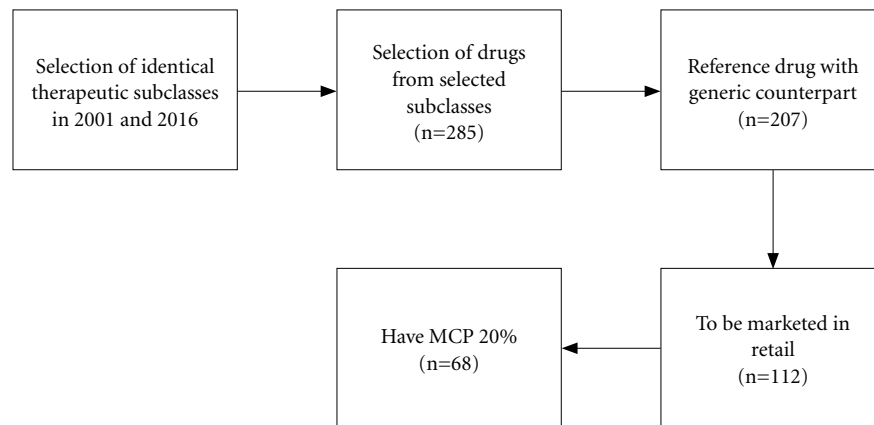 Selection of identical
therapeutic subclasses
in 2001 and 2016
Selection of drugs
from selected
subclasses
(n=285)
Reference drug with
generic counterpart
(n=207)
To be marketed in
retail
(n=112)
Have MCP 20%
(n=68)